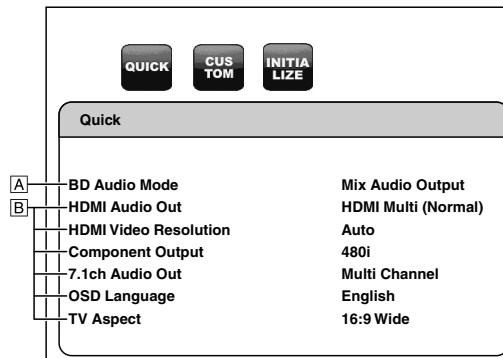 QUICK CUS TOM INITIA LIZE
Quick
A BD Audio Mode Mix Audio Output
B HDMI Audio Out HDMI Multi (Normal)
HDMI Video Resolution Auto
Component Output 480i
7.1ch Audio Out Multi Channel
OSD Language English
TV Aspect 16:9 Wide